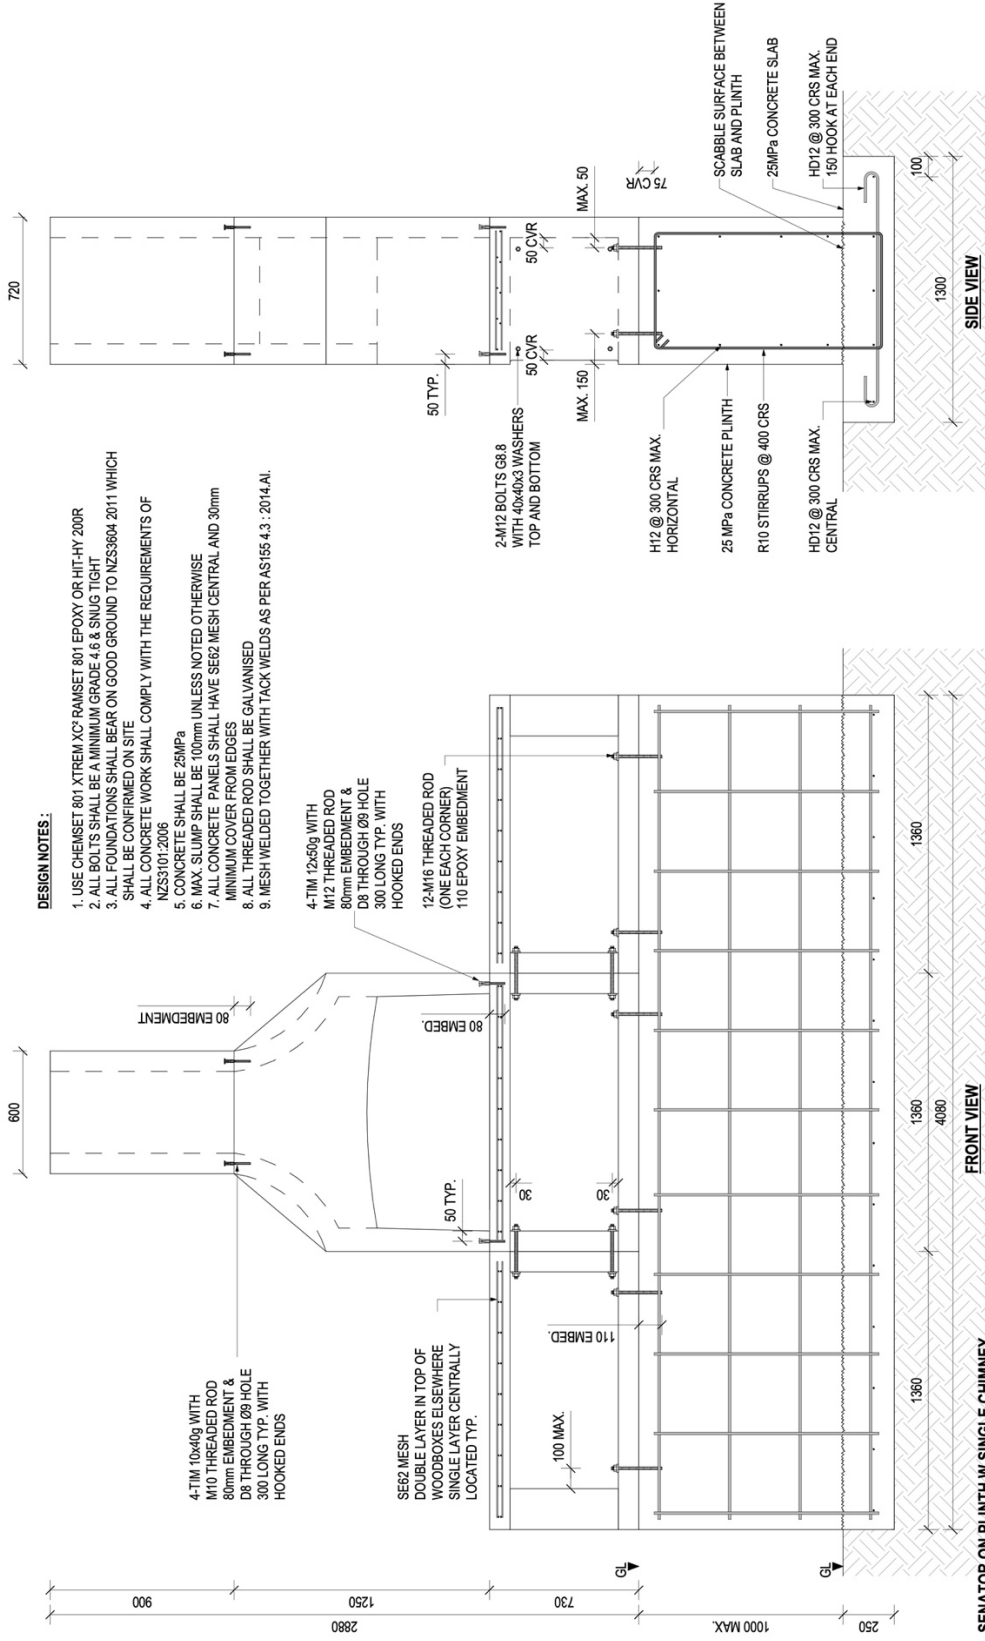 DESIGN NOTES :
1. USE CHEMSET 801 XTREM XC² RAMSET 801 EPOXY OR HIT-HY 200R
2. ALL BOLTS SHALL BE A MINIMUM GRADE 4.6 & SNUG TIGHT
3. ALL FOUNDATIONS SHALL BEAR ON GOOD GROUND TO NZS3604 2011 WHICH
SHALL BE CONFIRMED ON SITE
4. ALL CONCRETE WORK SHALL COMPLY WITH THE REQUIREMENTS OF
NZS3101:2006
5. CONCRETE SHALL BE 25MPa
6. MAX. SLUMP SHALL BE 100mm UNLESS NOTED OTHERWISE
7. ALL CONCRETE PANELS SHALL HAVE SE62 MESH CENTRAL AND 30mm
MINIMUM COVER FROM EDGES
8. ALL THREADED ROD SHALL BE GALVANISED
9. MESH WELDED TOGETHER WITH TACK WELDS AS PER AS155 4.3 : 2014.AI.
600
80 EMBEDMENT
4-TIM 10x40g WITH
M10 THREADED ROD
80mm EMBEDMENT &
D8 THROUGH Ø9 HOLE
300 LONG TYP. WITH
HOOKED ENDS
4-TIM 12x50g WITH
M12 THREADED ROD
80mm EMBEDMENT &
D8 THROUGH Ø9 HOLE
300 LONG TYP. WITH
HOOKED ENDS
SE62 MESH
DOUBLE LAYER IN TOP OF
WOODBOXES ELSEWHERE
SINGLE LAYER CENTRALLY
LOCATED TYP.
50 TYP.
80 EMBED.
12-M16 THREADED ROD
(ONE EACH CORNER)
110 EPOXY EMBEDMENT
30
30
110 EMBED.
100 MAX.
900
1250
730
2880
1000 MAX.
250
GL
GL
1360
1360
1360
4080
FRONT VIEW
SENATOR ON PLINTH W SINGLE CHIMNEY
720
50 TYP.
2-M12 BOLTS G8.8
WITH 40x40x3 WASHERS
TOP AND BOTTOM
50 CVR
50 CVR
MAX. 150
MAX. 50
75 CVR
H12 @ 300 CRS MAX.
HORIZONTAL
25 MPa CONCRETE PLINTH
R10 STIRRUPS @ 400 CRS
HD12 @ 300 CRS MAX.
CENTRAL
SCABBLE SURFACE BETWEEN
SLAB AND PLINTH
25MPa CONCRETE SLAB
HD12 @ 300 CRS MAX.
150 HOOK AT EACH END
100
1300
SIDE VIEW